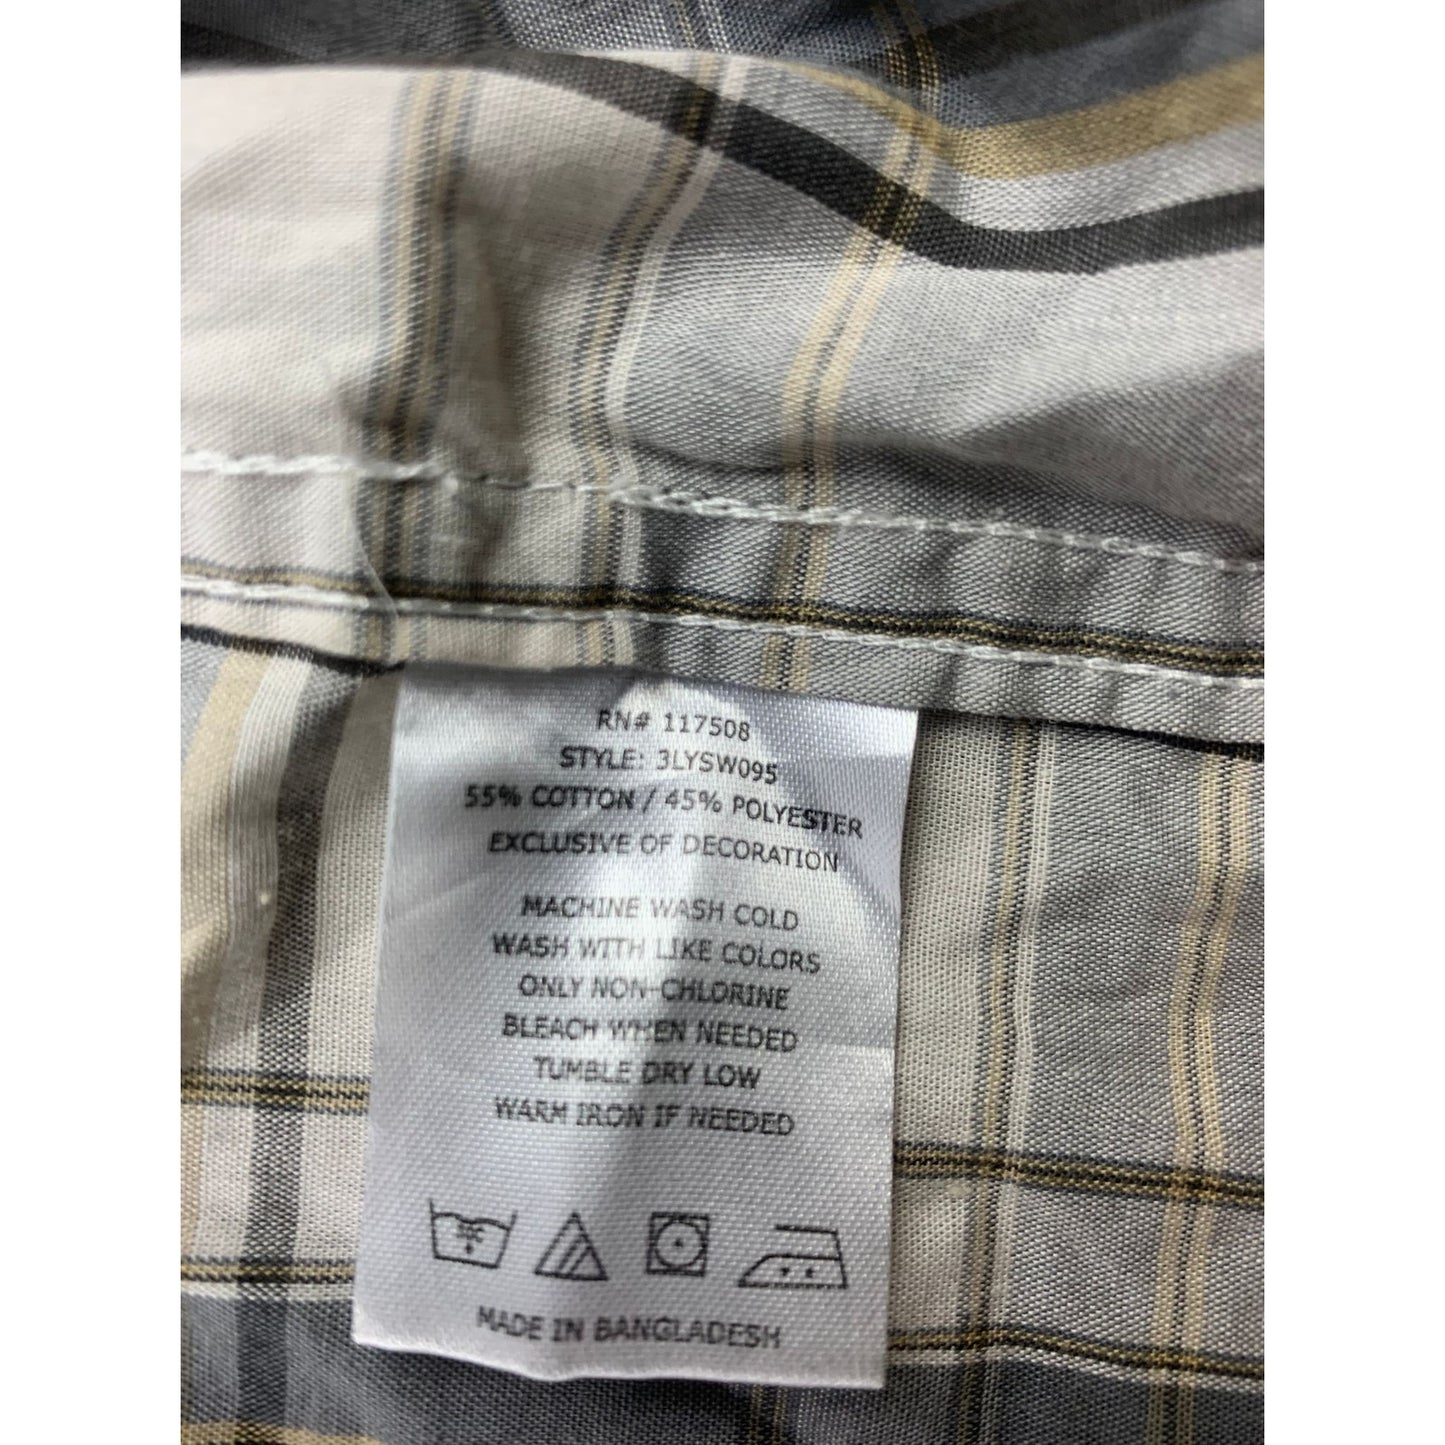 RN# 117508
STYLE: 3LYSW095
55% COTTON / 45% POLYESTER
EXCLUSIVE OF DECORATION
MACHINE WASH COLD
WASH WITH LIKE COLORS
ONLY NON-CHLORINE
BLEACH WHEN NEEDED
TUMBLE DRY LOW
WARM IRON IF NEEDED
MADE IN BANGLADESH